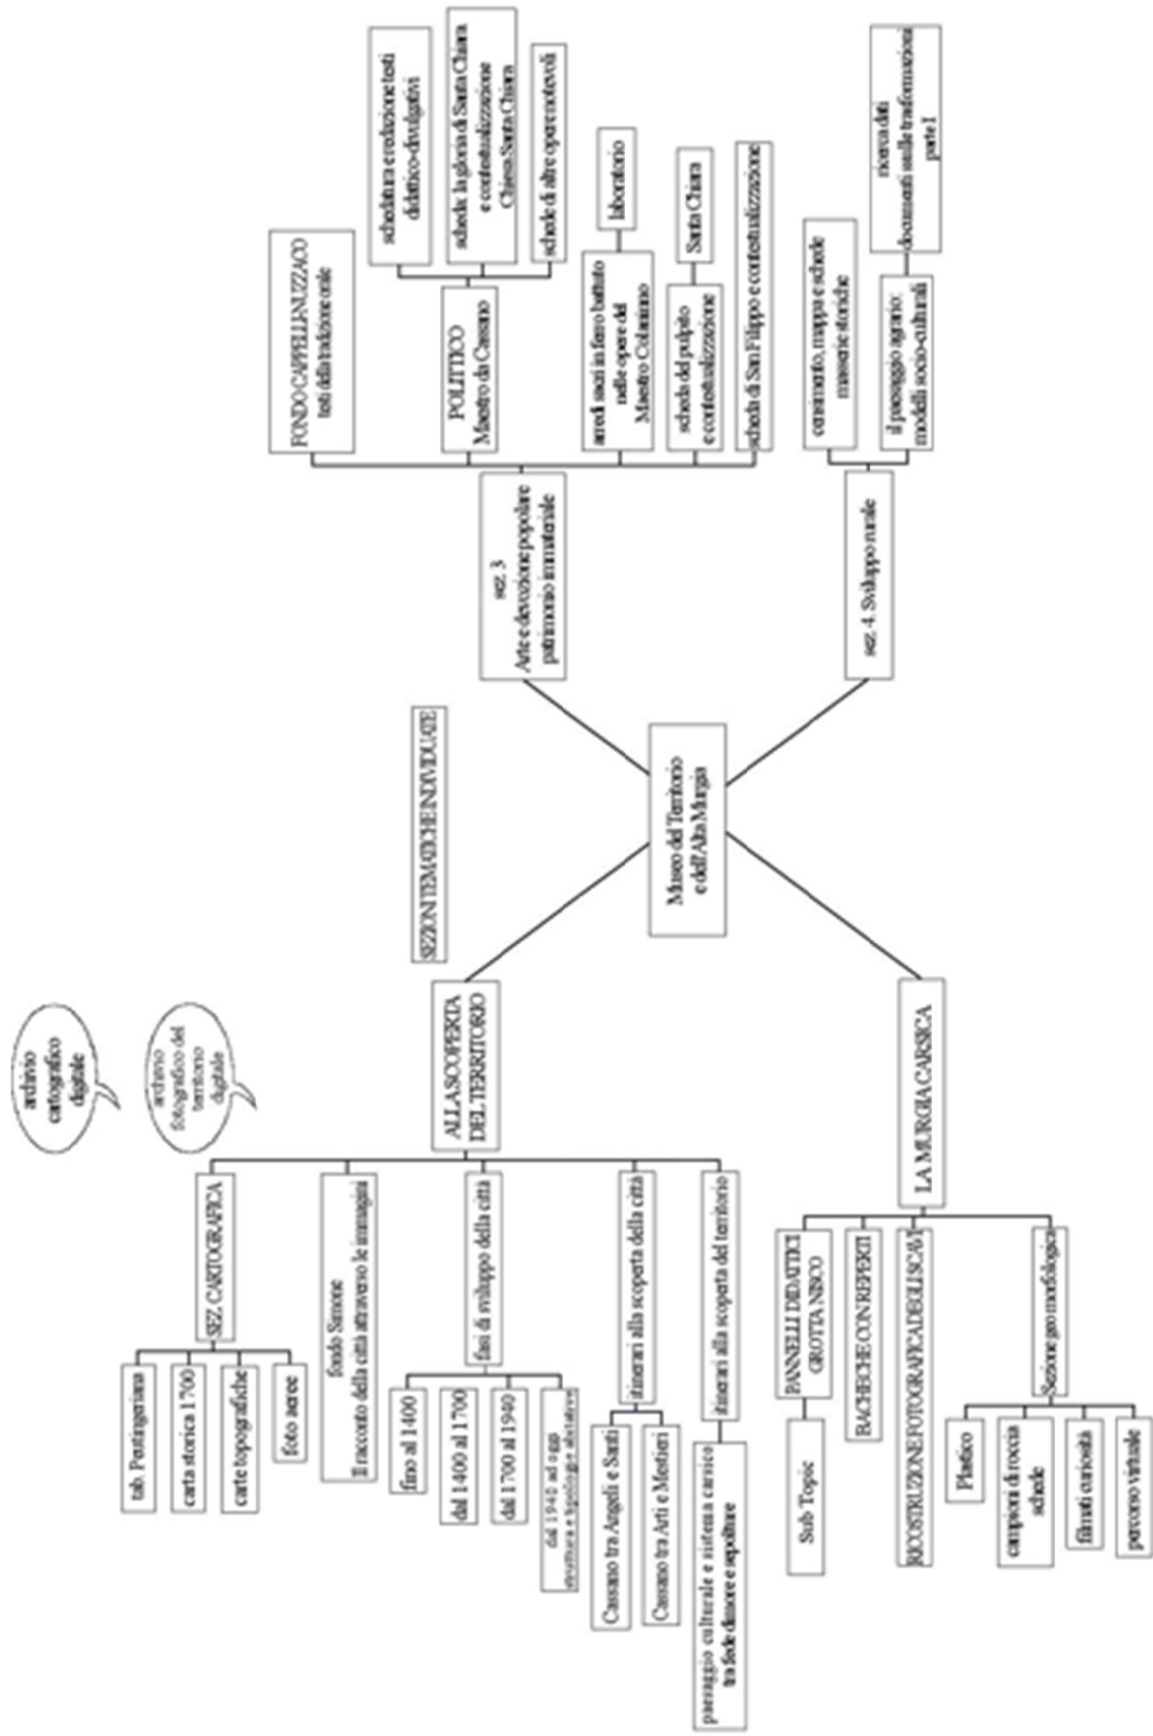 archivio
cartografico
digitale
archivio
fotografico del
territorio
digitale
SEZIONI TEMATICHE INDIVIDUATE
Museo del Territorio
e dell'Alta Murgia
ALLA SCOPERTA
DEL TERRITORIO
SEZ. CARTOGRAFICA
tab. Peutingeriana
carta storica 1700
carte topografiche
foto aeree
fondo Simone
Il racconto della città attraverso le immagini
fasi di sviluppo della città
fino al 1400
dal 1400 al 1700
dal 1700 al 1940
dal 1940 ad oggi
struttura e tipologie abitative
itinerari alla scoperta della città
Cassano tra Angeli e Santi
Cassano tra Arti e Mestieri
itinerari alla scoperta del territorio
paesaggio culturale e sistema carsico
tra fede dimore e sepolture
LA MURGIA CARSICA
PANNELLI DIDATTICI
GROTTA NISCO
Sub Topic
BACHECHE CON REPERTI
RICOSTRUZIONE FOTOGRAFICA DEGLI SCAVI
Sezione geo morfologica
Plastico
campioni di roccia
schede
filmati curiosità
percorso virtuale
sez. 3
Arte e devozione popolare
patrimonio immateriale
FONDO CAPPELLI-NUZZACO
testi della tradizione orale
POLITTICO
Maestro da Cassano
schedatura e redazione testi
didattico-divulgativi
scheda: la gloria di Santa Chiara
e contestualizzazione
Chiesa Santa Chiara
schede di altre opere notevoli
arredi sacri in ferro battuto
nelle opere del
Maestro
laboratorio
scheda del pulpito
e contestualizzazione
Santa Chiara
scheda di San Filippo e contestualizzazione
sez. 4. Sviluppo rurale
censimento, mappa e schede
masserie storiche
il paesaggio agrario:
modelli socio-culturali
ricerca dati
documenti sulle trasformazioni
parte I